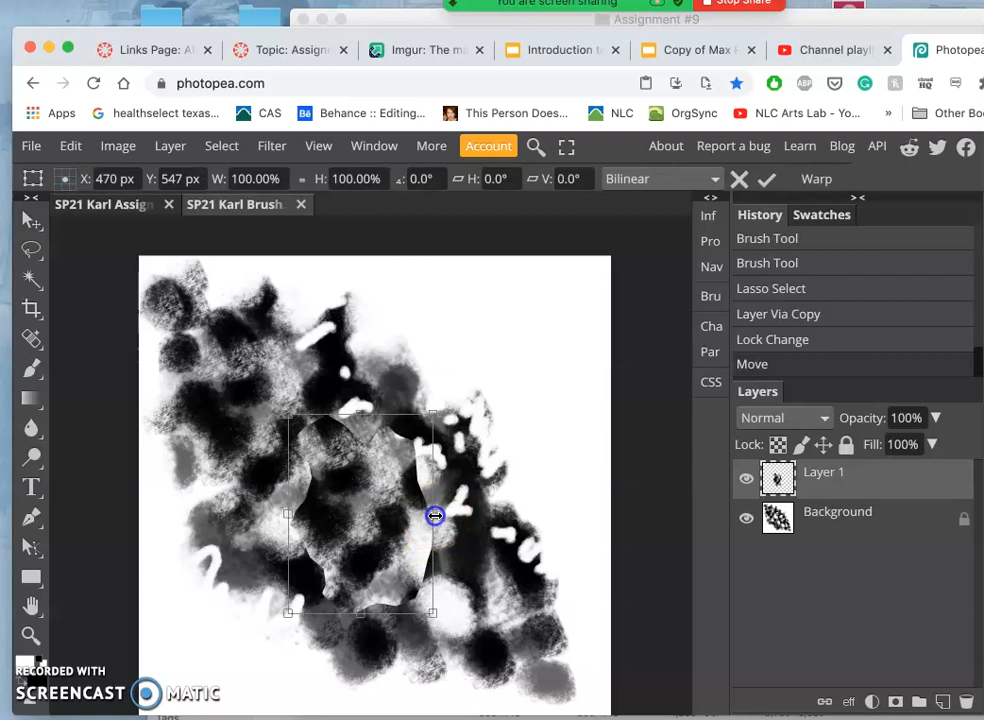 You are screen sharing
Stop Share
Assignment #9
Links Page: A
Topic: Assign
Imgur: The ma
Introduction t
Copy of Max
Channel playl
Photopea
photopea.com
Apps
healthselect texas...
CAS
Behance :: Editing...
This Person Does...
NLC
OrgSync
NLC Arts Lab - Yo...
»
Other Bo
File Edit Image Layer Select Filter View Window More Account About Report a bug Learn Blog API
X: 470 px Y: 547 px W: 100.00% H: 100.00% 0.0° H: 0.0° V: 0.0° Bilinear Warp
> < SP21 Karl Assign SP21 Karl Brush. < > > <
Inf
Pro
Nav
Bru
Cha
Par
CSS
History Swatches
Brush Tool
Brush Tool
Lasso Select
Layer Via Copy
Lock Change
Move
Layers
Normal Opacity: 100%
Lock: Fill: 100%
Layer 1
Background
eff
RECORDED WITH
SCREENCAST MATIC